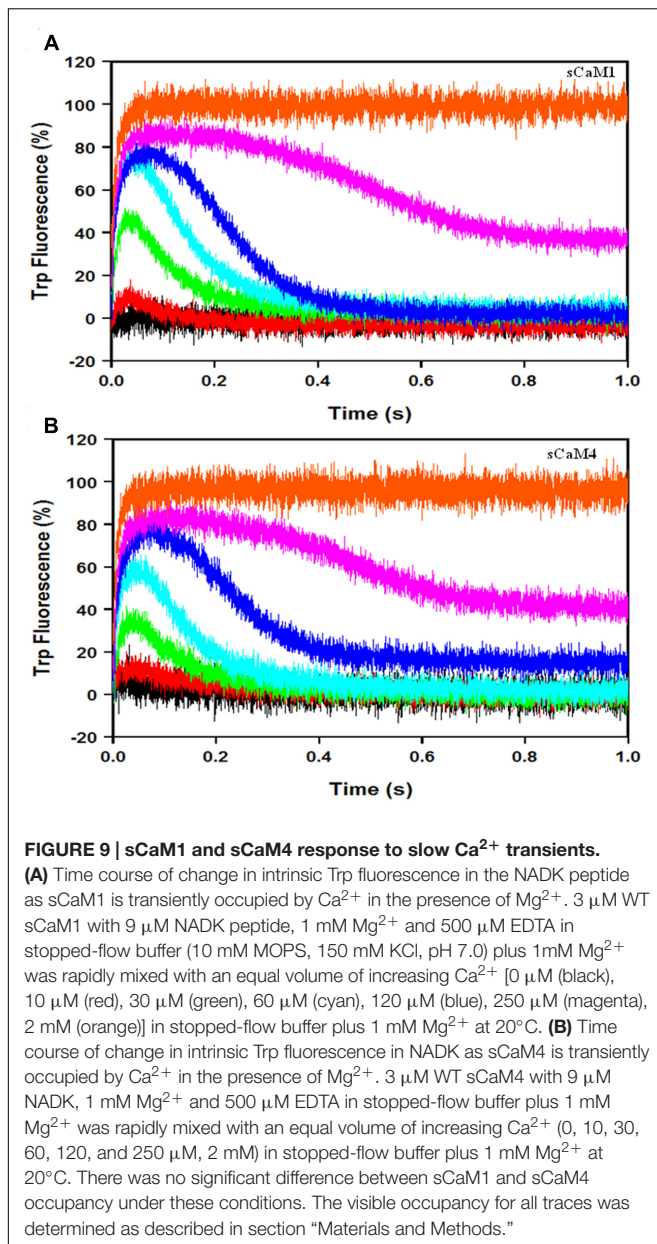 A
sCaM1
120
100
80
60
40
20
0
-20
Trp Fluorescence (%)
0.0 0.2 0.4 0.6 0.8 1.0
Time (s)
B
sCaM4
120
100
80
60
40
20
0
-20
Trp Fluorescence (%)
0.0 0.2 0.4 0.6 0.8 1.0
Time (s)
FIGURE 9 | sCaM1 and sCaM4 response to slow Ca2+ transients.
(A) Time course of change in intrinsic Trp fluorescence in the NADK peptide
as sCaM1 is transiently occupied by Ca2+ in the presence of Mg2+. 3 μM WT
sCaM1 with 9 μM NADK peptide, 1 mM Mg2+ and 500 μM EDTA in
stopped-flow buffer (10 mM MOPS, 150 mM KCl, pH 7.0) plus 1mM Mg2+
was rapidly mixed with an equal volume of increasing Ca2+ [0 μM (black),
10 μM (red), 30 μM (green), 60 μM (cyan), 120 μM (blue), 250 μM (magenta),
2 mM (orange)] in stopped-flow buffer plus 1 mM Mg2+ at 20°C. (B) Time
course of change in intrinsic Trp fluorescence in NADK as sCaM4 is transiently
occupied by Ca2+ in the presence of Mg2+. 3 μM WT sCaM4 with 9 μM
NADK, 1 mM Mg2+ and 500 μM EDTA in stopped-flow buffer plus 1 mM
Mg2+ was rapidly mixed with an equal volume of increasing Ca2+ (0, 10, 30,
60, 120, and 250 μM, 2 mM) in stopped-flow buffer plus 1 mM Mg2+ at
20°C. There was no significant difference between sCaM1 and sCaM4
occupancy under these conditions. The visible occupancy for all traces was
determined as described in section “Materials and Methods.”